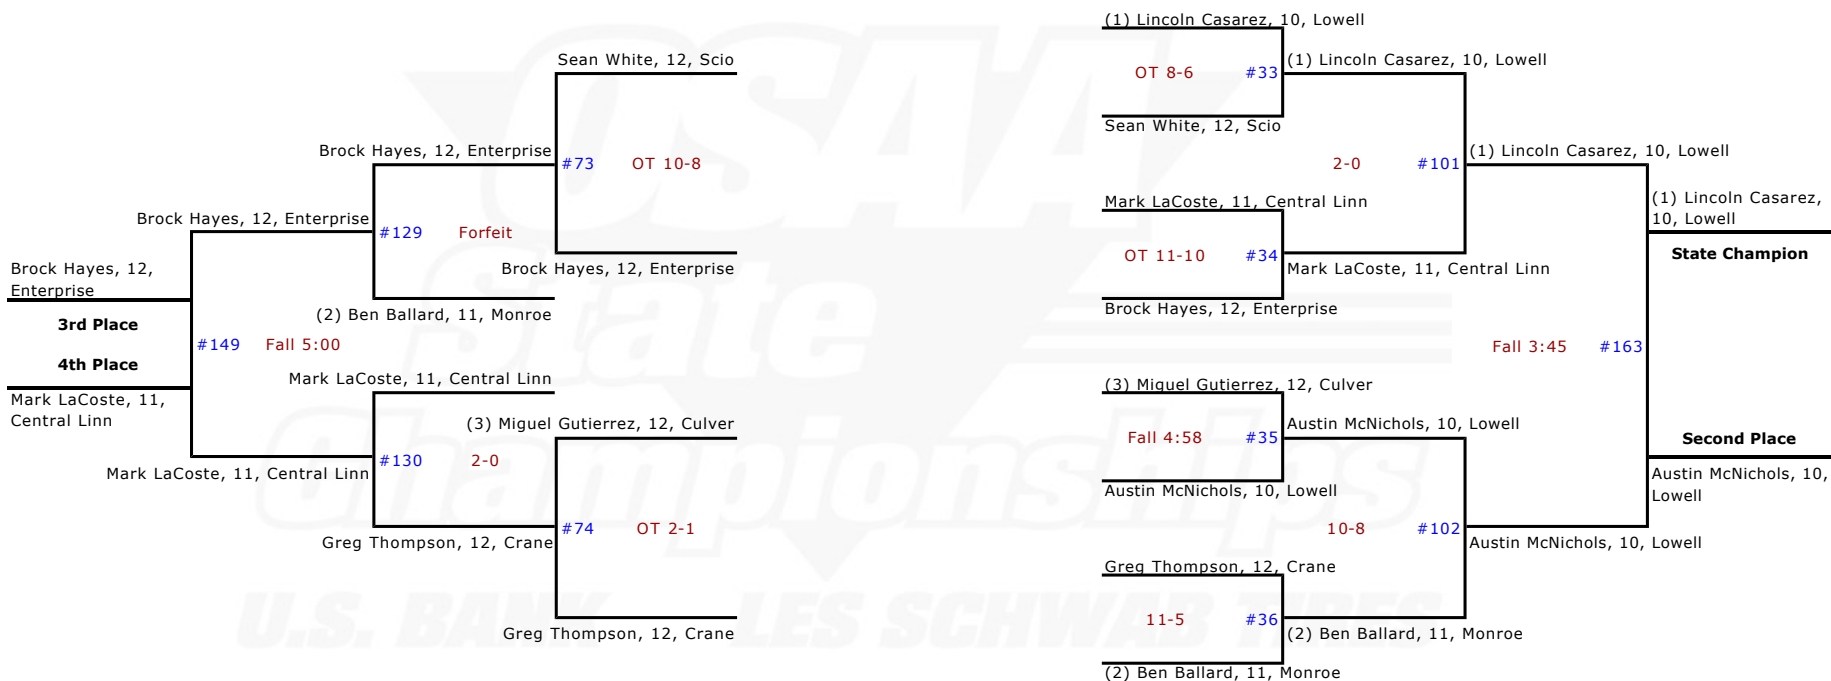 (1) Lincoln Casarez, 10, Lowell
Sean White, 12, Scio
(1) Lincoln Casarez, 10, Lowell
OT 8-6
#33
Sean White, 12, Scio
Brock Hayes, 12, Enterprise
#73
OT 10-8
2-0
#101
(1) Lincoln Casarez, 10, Lowell
Mark LaCoste, 11, Central Linn
(1) Lincoln Casarez,
10, Lowell
Brock Hayes, 12, Enterprise
#129
Forfeit
OT 11-10
#34
State Champion
Brock Hayes, 12,
Enterprise
Brock Hayes, 12, Enterprise
Mark LaCoste, 11, Central Linn
(2) Ben Ballard, 11, Monroe
Brock Hayes, 12, Enterprise
3rd Place
#149
Fall 5:00
Fall 3:45
#163
4th Place
Mark LaCoste, 11,
Central Linn
Mark LaCoste, 11, Central Linn
(3) Miguel Gutierrez, 12, Culver
(3) Miguel Gutierrez, 12, Culver
Austin McNichols, 10, Lowell
Fall 4:58
#35
Second Place
Mark LaCoste, 11, Central Linn
#130
2-0
Austin McNichols, 10, Lowell
Austin McNichols, 10,
Lowell
#74
OT 2-1
10-8
#102
Greg Thompson, 12, Crane
Austin McNichols, 10, Lowell
Greg Thompson, 12, Crane
11-5
#36
Greg Thompson, 12, Crane
(2) Ben Ballard, 11, Monroe
(2) Ben Ballard, 11, Monroe
OSAA
State
Championships
U.S. BANK LES SCHWAB TIRES